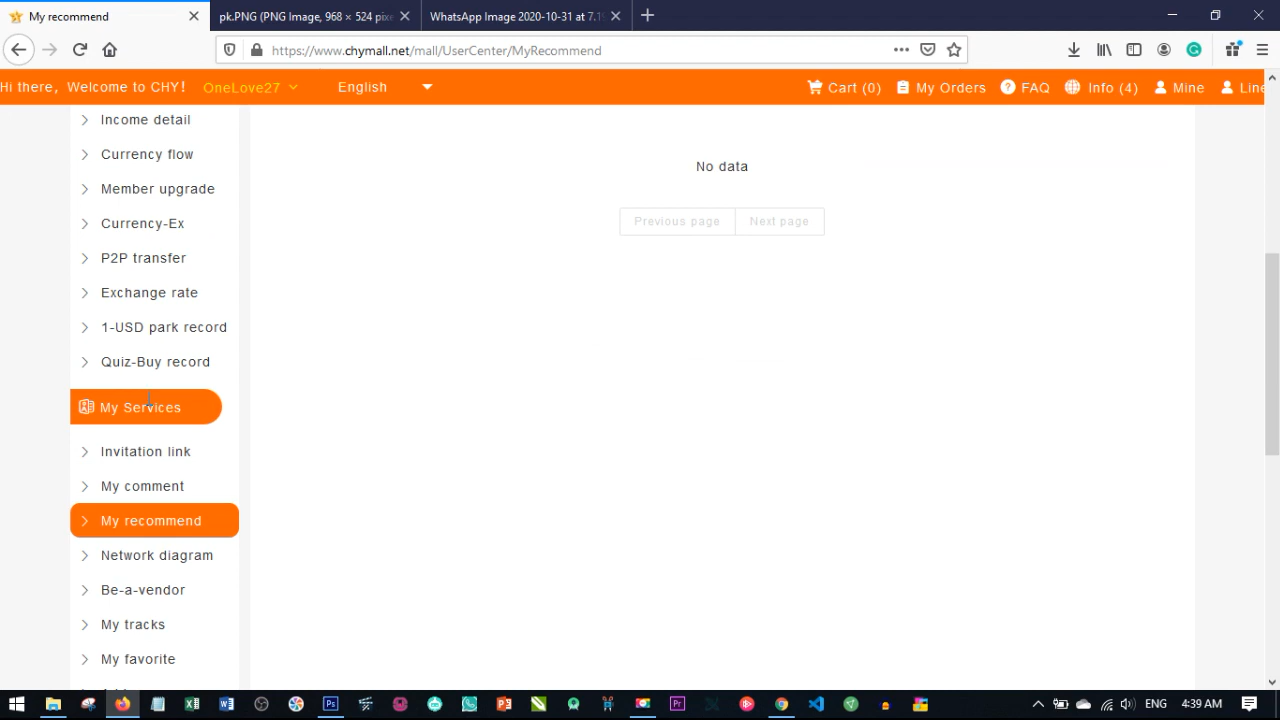 My recommend
pk.PNG (PNG Image, 968 × 524 pixe
WhatsApp Image 2020-10-31 at 7.1
https://www.chymall.net/mall/UserCenter/MyRecommend
Hi there, Welcome to CHY! OneLove27 English Cart (0) My Orders FAQ Info (4) Mine Line
Income detail
Currency flow
Member upgrade
Currency-Ex
P2P transfer
Exchange rate
1-USD park record
Quiz-Buy record
My Services
Invitation link
My comment
My recommend
Network diagram
Be-a-vendor
My tracks
My favorite
No data
Previous page Next page
ENG 4:39 AM